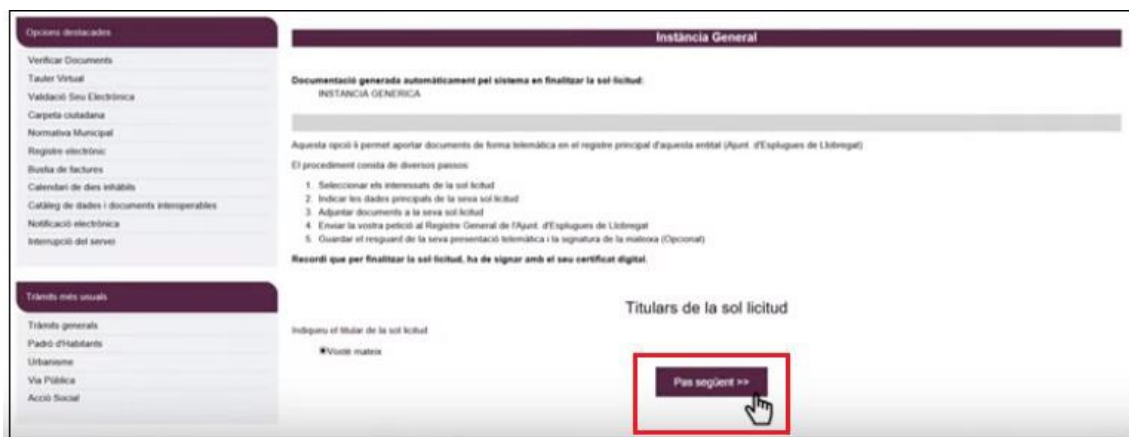 Opcions destacades
Verificar Documents
Tauler Virtual
Validació Seu Electrònica
Carpeta ciutadana
Normativa Municipal
Registre electrònic
Bustia de factures
Calendari de dies inhàbils
Catàleg de dades i documents interoperables
Notificació electrònica
Interrupció del servei
Tràmits més usuals
Tràmits generals
Padró d'Habitants
Urbanisme
Via Pública
Acció Social
Instància General
Documentació generada automàticament pel sistema en finalitzar la sol·licitud:
INSTANCIA GENERICA
Aquesta opció li permet aportar documents de forma telemàtica en el registre principal d'aquesta entitat (Ajunt. d'Esplugues de Llobregat)
El procediment consta de diversos passos:
1. Seleccionar els interessats de la sol·licitud
2. Indicar les dades principals de la seva sol·licitud
3. Adjuntar documents a la seva sol·licitud
4. Enviar la vostra petició al Registre General de l'Ajunt. d'Esplugues de Llobregat
5. Guardar el resguard de la seva presentació telemàtica i la signatura de la mateixa (Opcional)
Recordi que per finalitzar la sol·licitud, ha de signar amb el seu certificat digital.
Titulars de la sol licitud
Indiqueu el titular de la sol·licitud
Vostè mateix
Pas següent >>